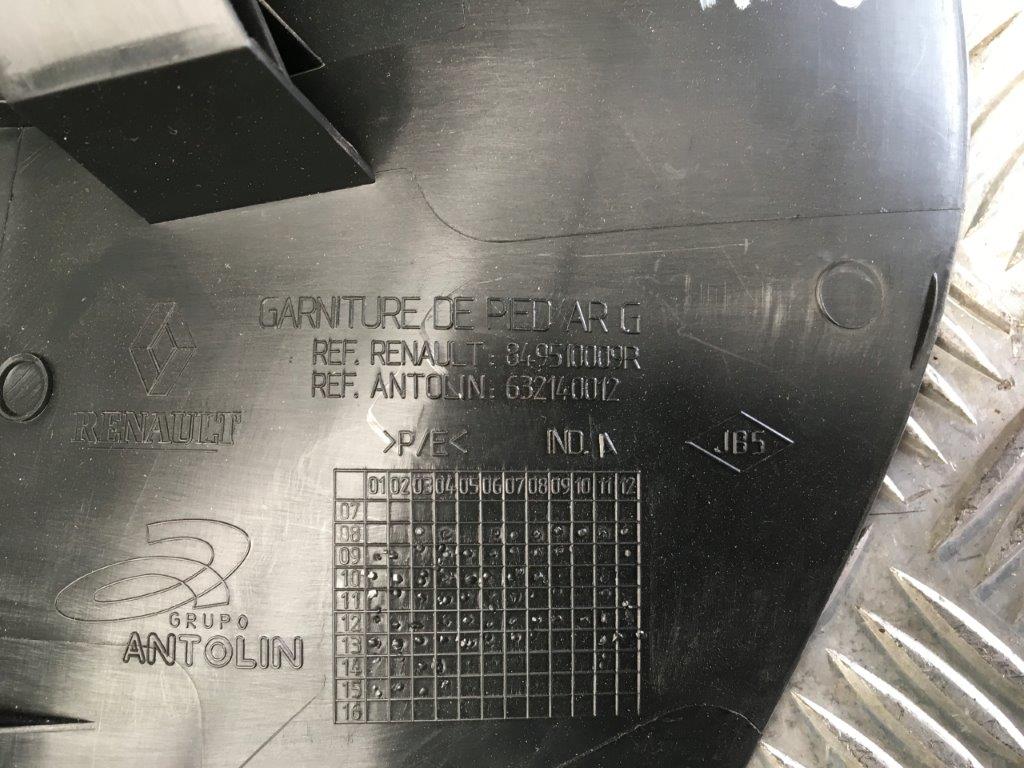 GARNITURE DE PIED AR G
REF. RENAULT: 849510009R
REF. ANTOLIN: 632140012
RENAULT
>P/E< IND. A
JB5
01 02 03 04 05 06 07 08 09 10 11 12
07
08
09
10
11
12
13
14
15
16
GRUPO
ANTOLIN